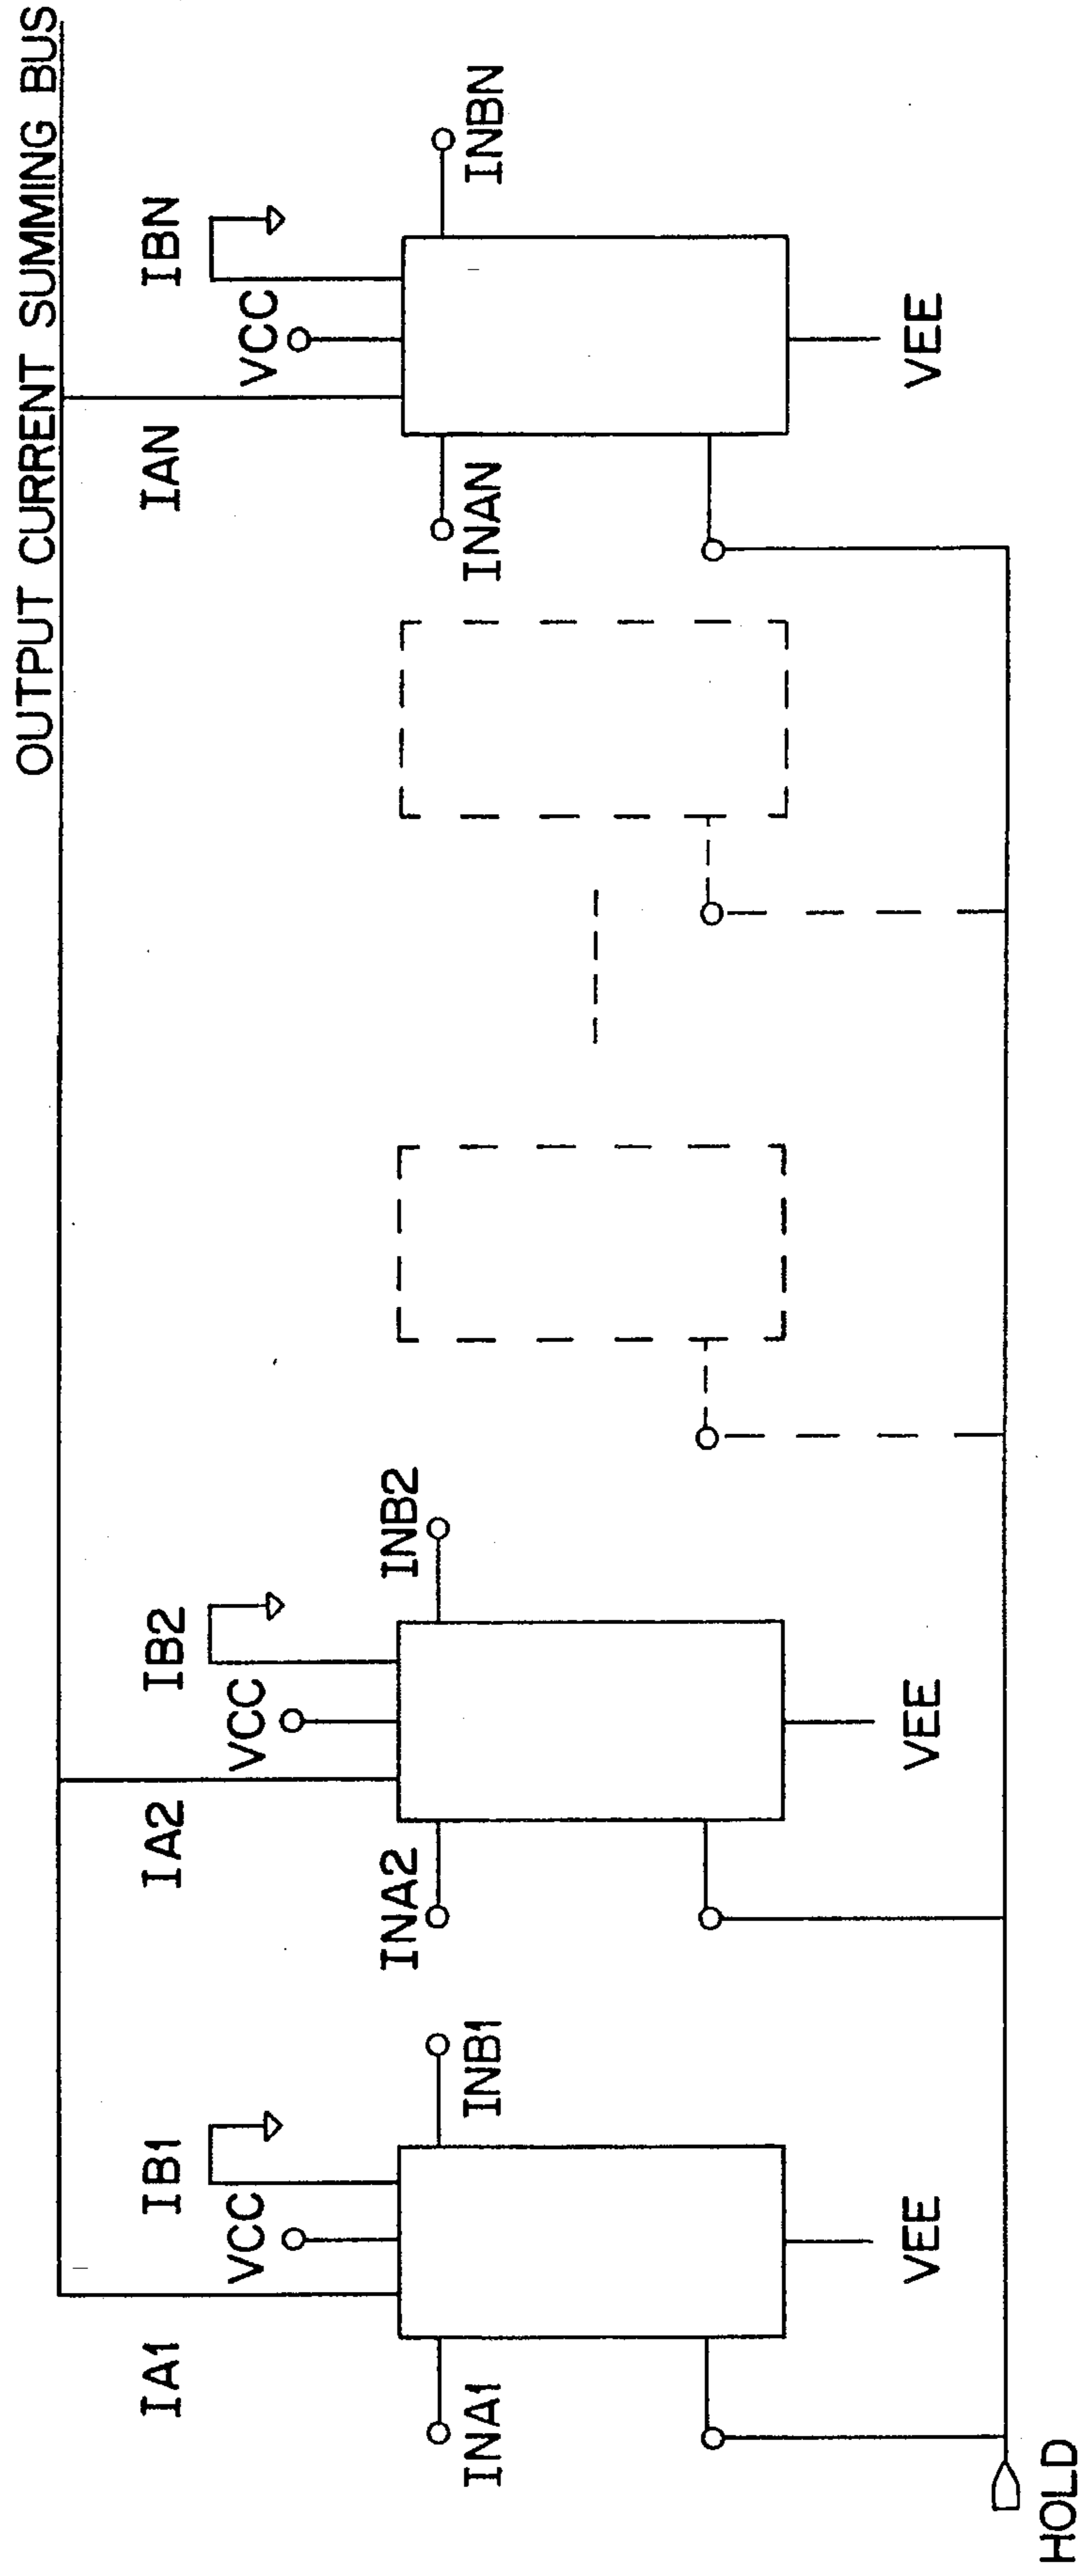 OUTPUT CURRENT SUMMING BUS
IA1
IB1
IA2
IB2
IAN
IBN
VCC
VCC
VCC
INA1
INB1
INA2
INB2
INAN
INBN
VEE
VEE
VEE
HOLD